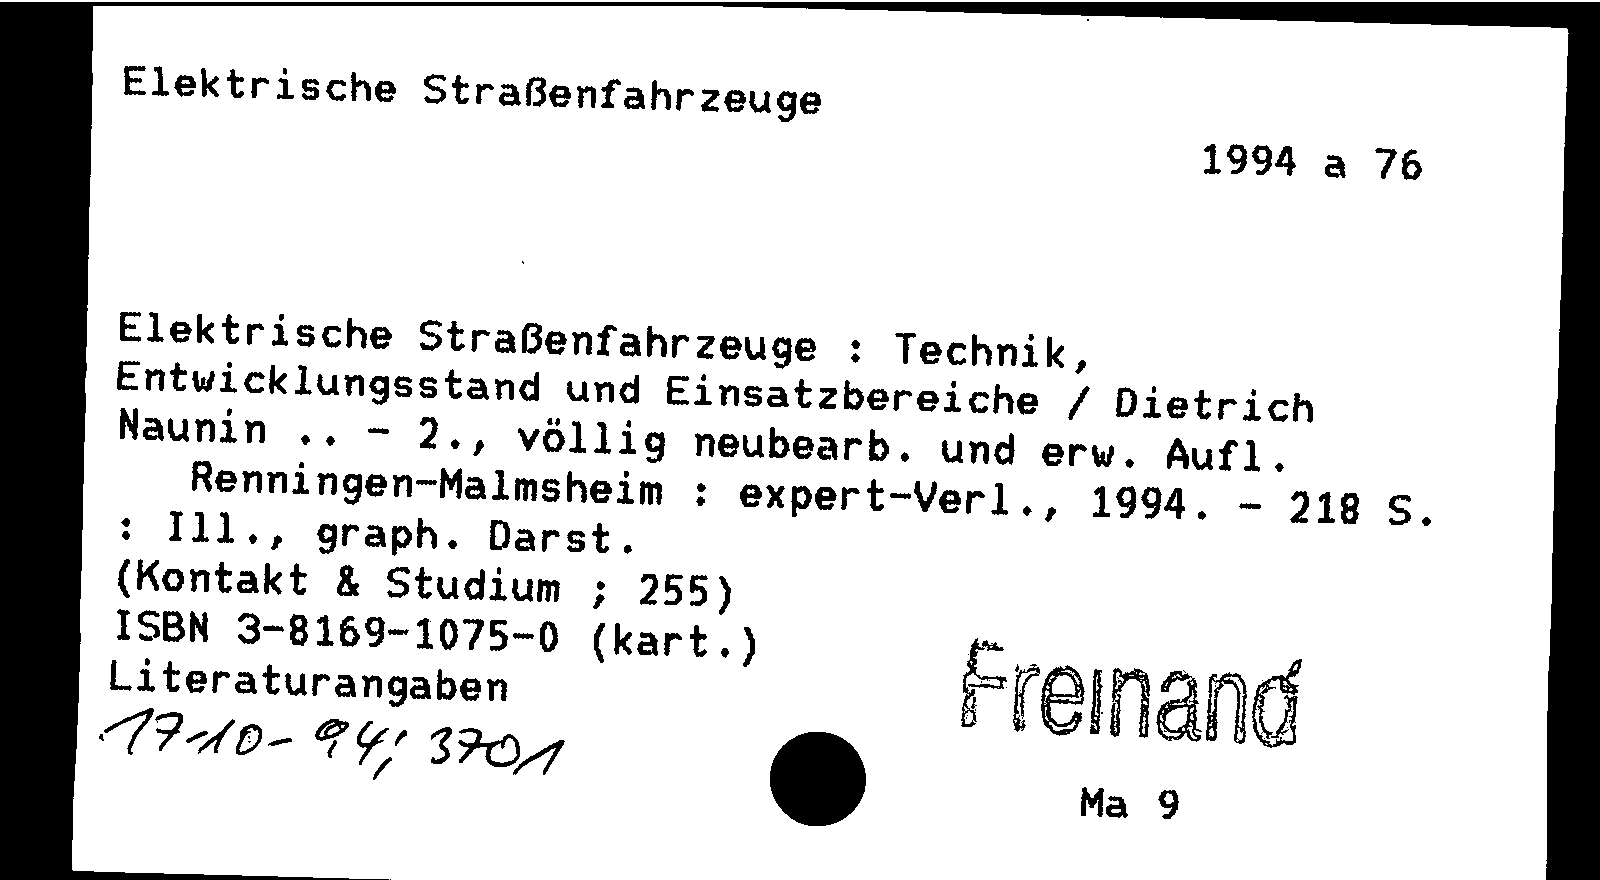 Elektrische Straßenfahrzeuge
1994 a 76
Elektrische Straßenfahrzeuge : Technik,
Entwicklungsstand und Einsatzbereiche / Dietrich
Naunin .. - 2., völlig neubearb. und erw. Aufl.
Renningen-Malmsheim : expert-Verl., 1994. - 218 S.
: Ill., graph. Darst.
(Kontakt & Studium ; 255)
ISBN 3-8169-1075-0 (kart.)
Literaturangaben
17-10-94; 3701
Freihand
Ma 9